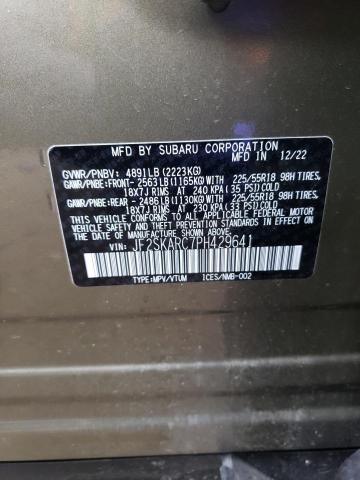 MFD BY SUBARU CORPORATION IN 12/22
GVWR/PNBV: 4891LB (2223KG)
GAWR/PNBE:FRONT-2563LB(1165KG)WITH 225/55R18 98H TIRES.
18X7J RIMS AT 240 KPA (35 PSI)COLD
GAWR/PNBE:REAR -2486LB(1130KG)WITH 225/55R18 98H TIRES.
18X7J RIMS AT 230 KPA (33 PSI)COLD
THIS VEHICLE CONFORMS TO ALL APPLICABLE FEDERAL MOTOR
VEHICLE SAFETY, BUMPER, AND THEFT PREVENTION STANDARDS
IN EFFECT ON THE DATE OF MANUFACTURE SHOWN ABOVE.
JF2SKARC7PH429641
TYPE:MPV/VTUM ICES/NMB-002